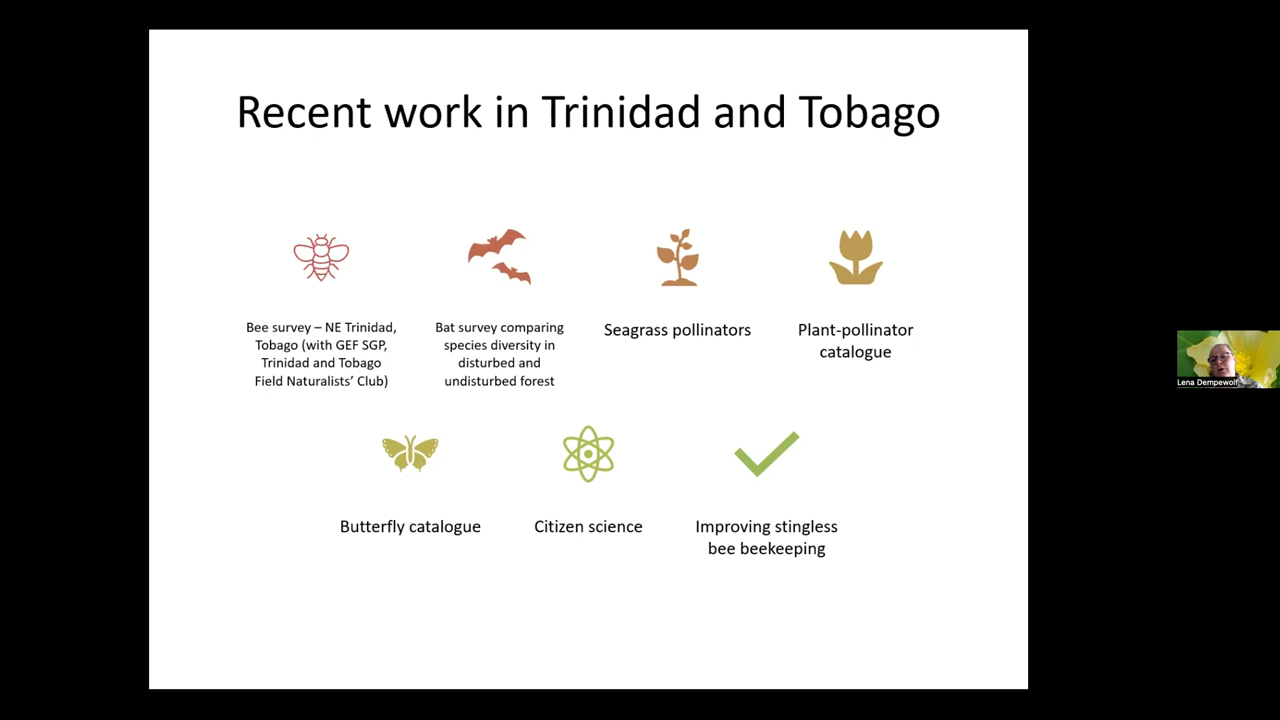 Recent work in Trinidad and Tobago
Bee survey – NE Trinidad,
Tobago (with GEF SGP,
Trinidad and Tobago
Field Naturalists’ Club)
Bat survey comparing
species diversity in
disturbed and
undisturbed forest
Seagrass pollinators
Plant-pollinator
catalogue
Butterfly catalogue
Citizen science
Improving stingless
bee beekeeping
Lena Dempewolf